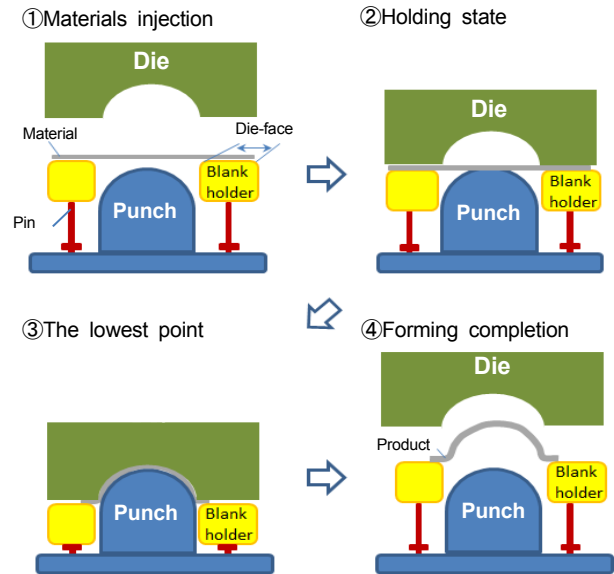 ①Materials injection
Die
Material
Die-face
Blank
holder
Punch
Pin
②Holding state
Die
Blank
holder
Punch
③The lowest point
Blank
holder
Punch
④Forming completion
Die
Product
Blank
holder
Punch